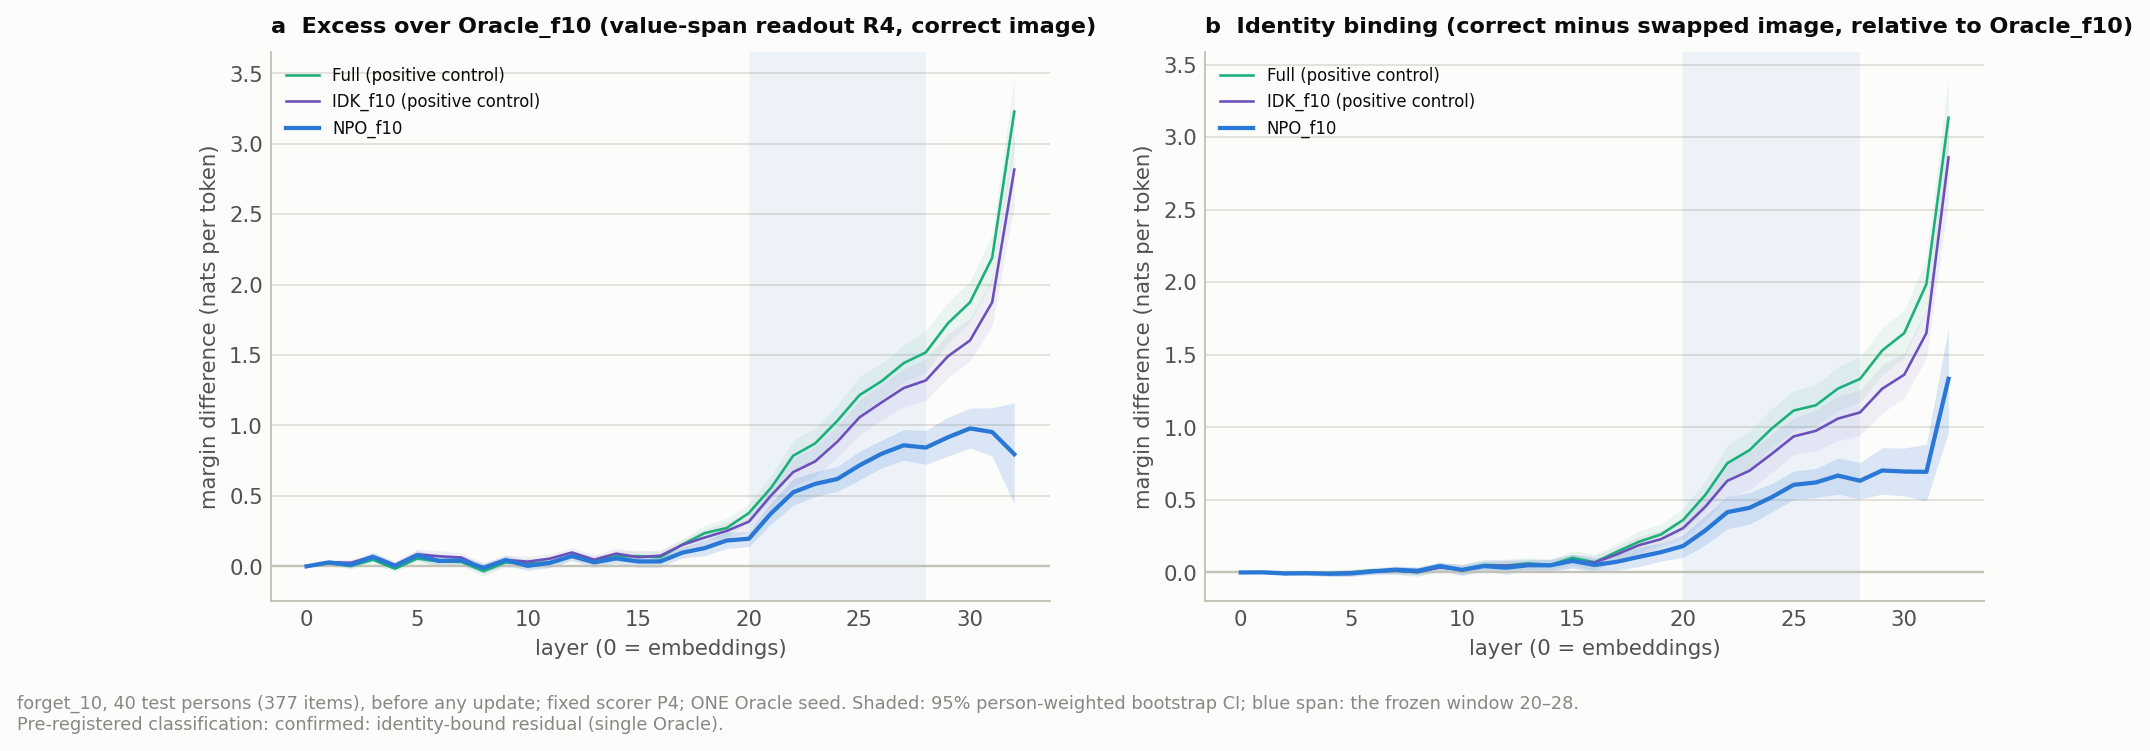 a  Excess over Oracle_f10 (value-span readout R4, correct image)
Full (positive control)
IDK_f10 (positive control)
NPO_f10
margin difference (nats per token)
3.5
3.0
2.5
2.0
1.5
1.0
0.5
0.0
0 5 10 15 20 25 30
layer (0 = embeddings)
b  Identity binding (correct minus swapped image, relative to Oracle_f10)
Full (positive control)
IDK_f10 (positive control)
NPO_f10
margin difference (nats per token)
3.5
3.0
2.5
2.0
1.5
1.0
0.5
0.0
0 5 10 15 20 25 30
layer (0 = embeddings)
forget_10, 40 test persons (377 items), before any update; fixed scorer P4; ONE Oracle seed. Shaded: 95% person-weighted bootstrap CI; blue span: the frozen window 20–28.
Pre-registered classification: confirmed: identity-bound residual (single Oracle).